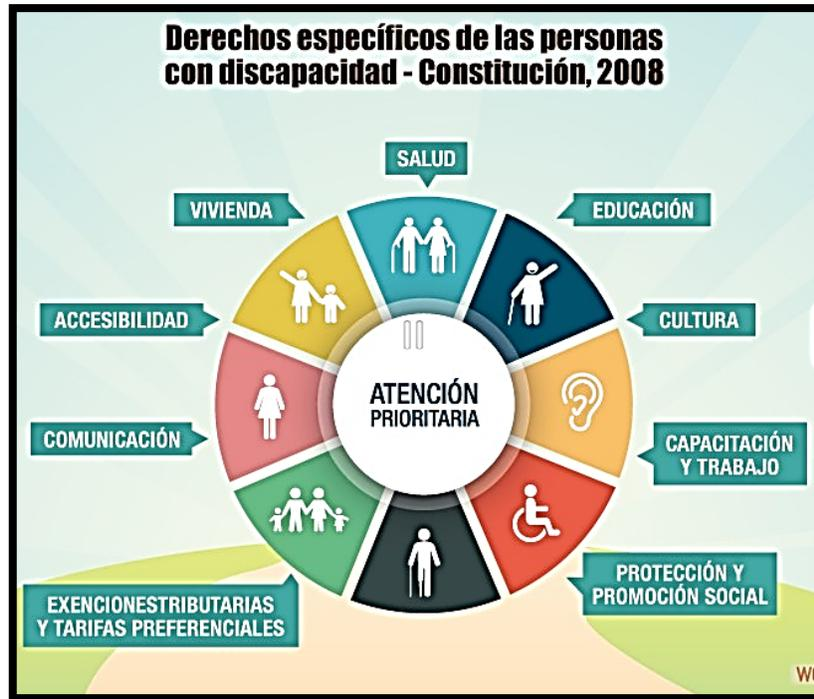 Derechos específicos de las personas
con discapacidad - Constitución, 2008
SALUD
VIVIENDA
EDUCACIÓN
ACCESIBILIDAD
CULTURA
ATENCIÓN
PRIORITARIA
COMUNICACIÓN
CAPACITACIÓN
Y TRABAJO
PROTECCIÓN Y
PROMOCIÓN SOCIAL
EXENCIONESTRIBUTARIAS
Y TARIFAS PREFERENCIALES